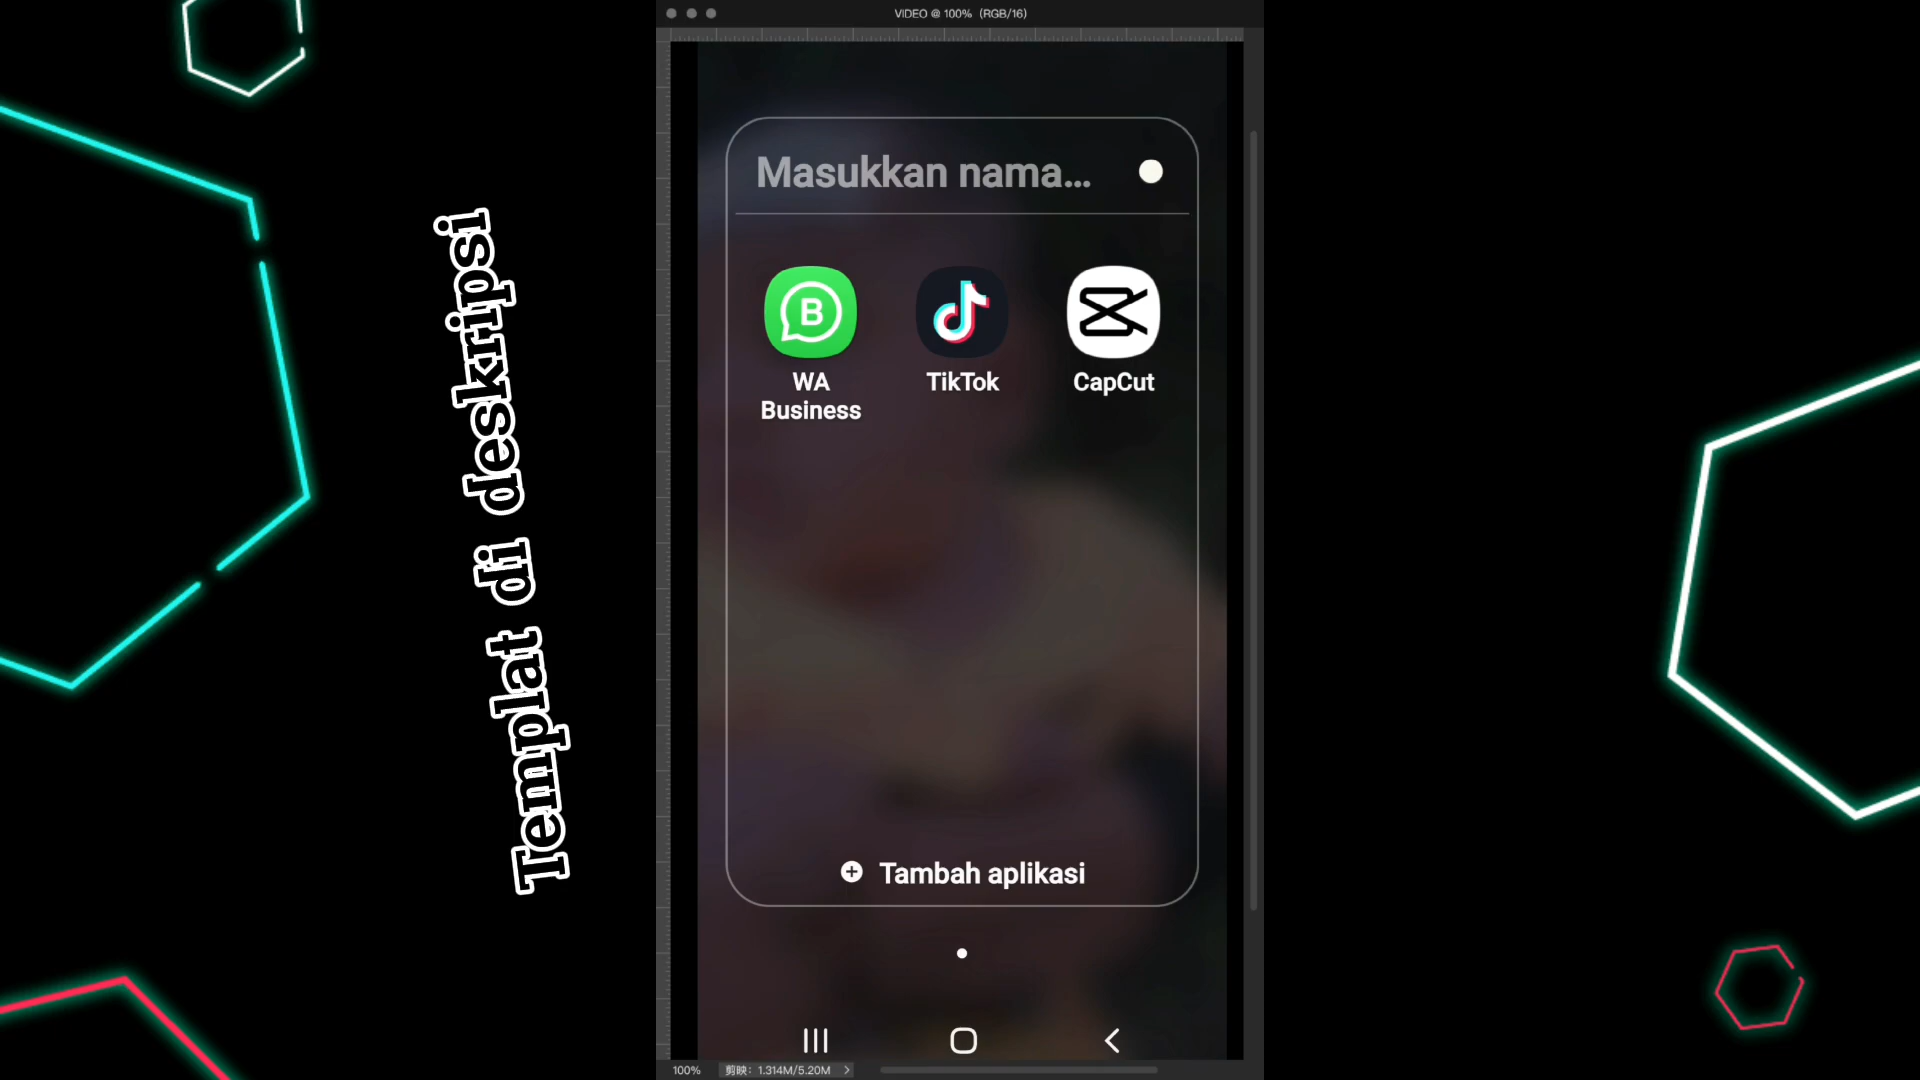 VIDEO @ 100% (RGB/16)
Templat di deskripsi
Masukkan nama...
B
WA
Business
TikTok
CapCut
Tambah aplikasi
100%
剪映: 1.314M/5.20M